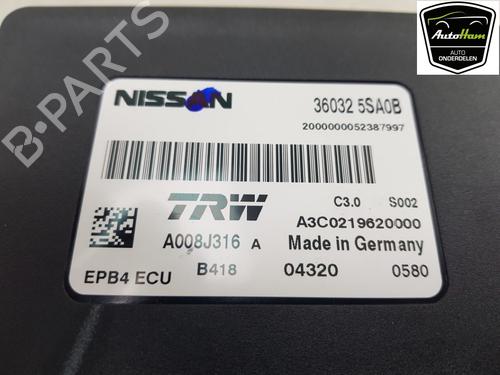 AutoHam
AUTO
ONDERDELEN
B-PARTS
NISSAN
36032 5SA0B
2000000052387997
TRW
C3.0 S002
A3C0219620000
A008J316 A
Made in Germany
EPB4 ECU B418 04320 0580